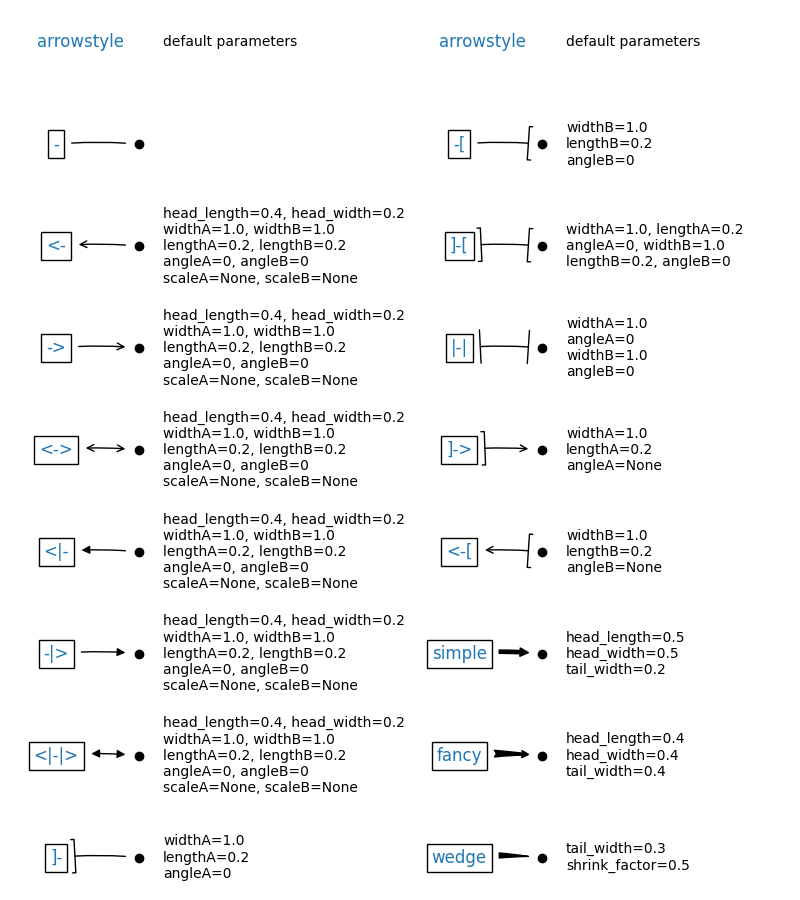 arrowstyle default parameters
-
<-
head_length=0.4, head_width=0.2
widthA=1.0, widthB=1.0
lengthA=0.2, lengthB=0.2
angleA=0, angleB=0
scaleA=None, scaleB=None
->
head_length=0.4, head_width=0.2
widthA=1.0, widthB=1.0
lengthA=0.2, lengthB=0.2
angleA=0, angleB=0
scaleA=None, scaleB=None
<->
head_length=0.4, head_width=0.2
widthA=1.0, widthB=1.0
lengthA=0.2, lengthB=0.2
angleA=0, angleB=0
scaleA=None, scaleB=None
<|-
head_length=0.4, head_width=0.2
widthA=1.0, widthB=1.0
lengthA=0.2, lengthB=0.2
angleA=0, angleB=0
scaleA=None, scaleB=None
-|>
head_length=0.4, head_width=0.2
widthA=1.0, widthB=1.0
lengthA=0.2, lengthB=0.2
angleA=0, angleB=0
scaleA=None, scaleB=None
<|-|>
head_length=0.4, head_width=0.2
widthA=1.0, widthB=1.0
lengthA=0.2, lengthB=0.2
angleA=0, angleB=0
scaleA=None, scaleB=None
]-
widthA=1.0
lengthA=0.2
angleA=0
arrowstyle default parameters
-[
widthB=1.0
lengthB=0.2
angleB=0
]-[
widthA=1.0, lengthA=0.2
angleA=0, widthB=1.0
lengthB=0.2, angleB=0
|-|
widthA=1.0
angleA=0
widthB=1.0
angleB=0
]->
widthA=1.0
lengthA=0.2
angleA=None
<-[
widthB=1.0
lengthB=0.2
angleB=None
simple
head_length=0.5
head_width=0.5
tail_width=0.2
fancy
head_length=0.4
head_width=0.4
tail_width=0.4
wedge
tail_width=0.3
shrink_factor=0.5